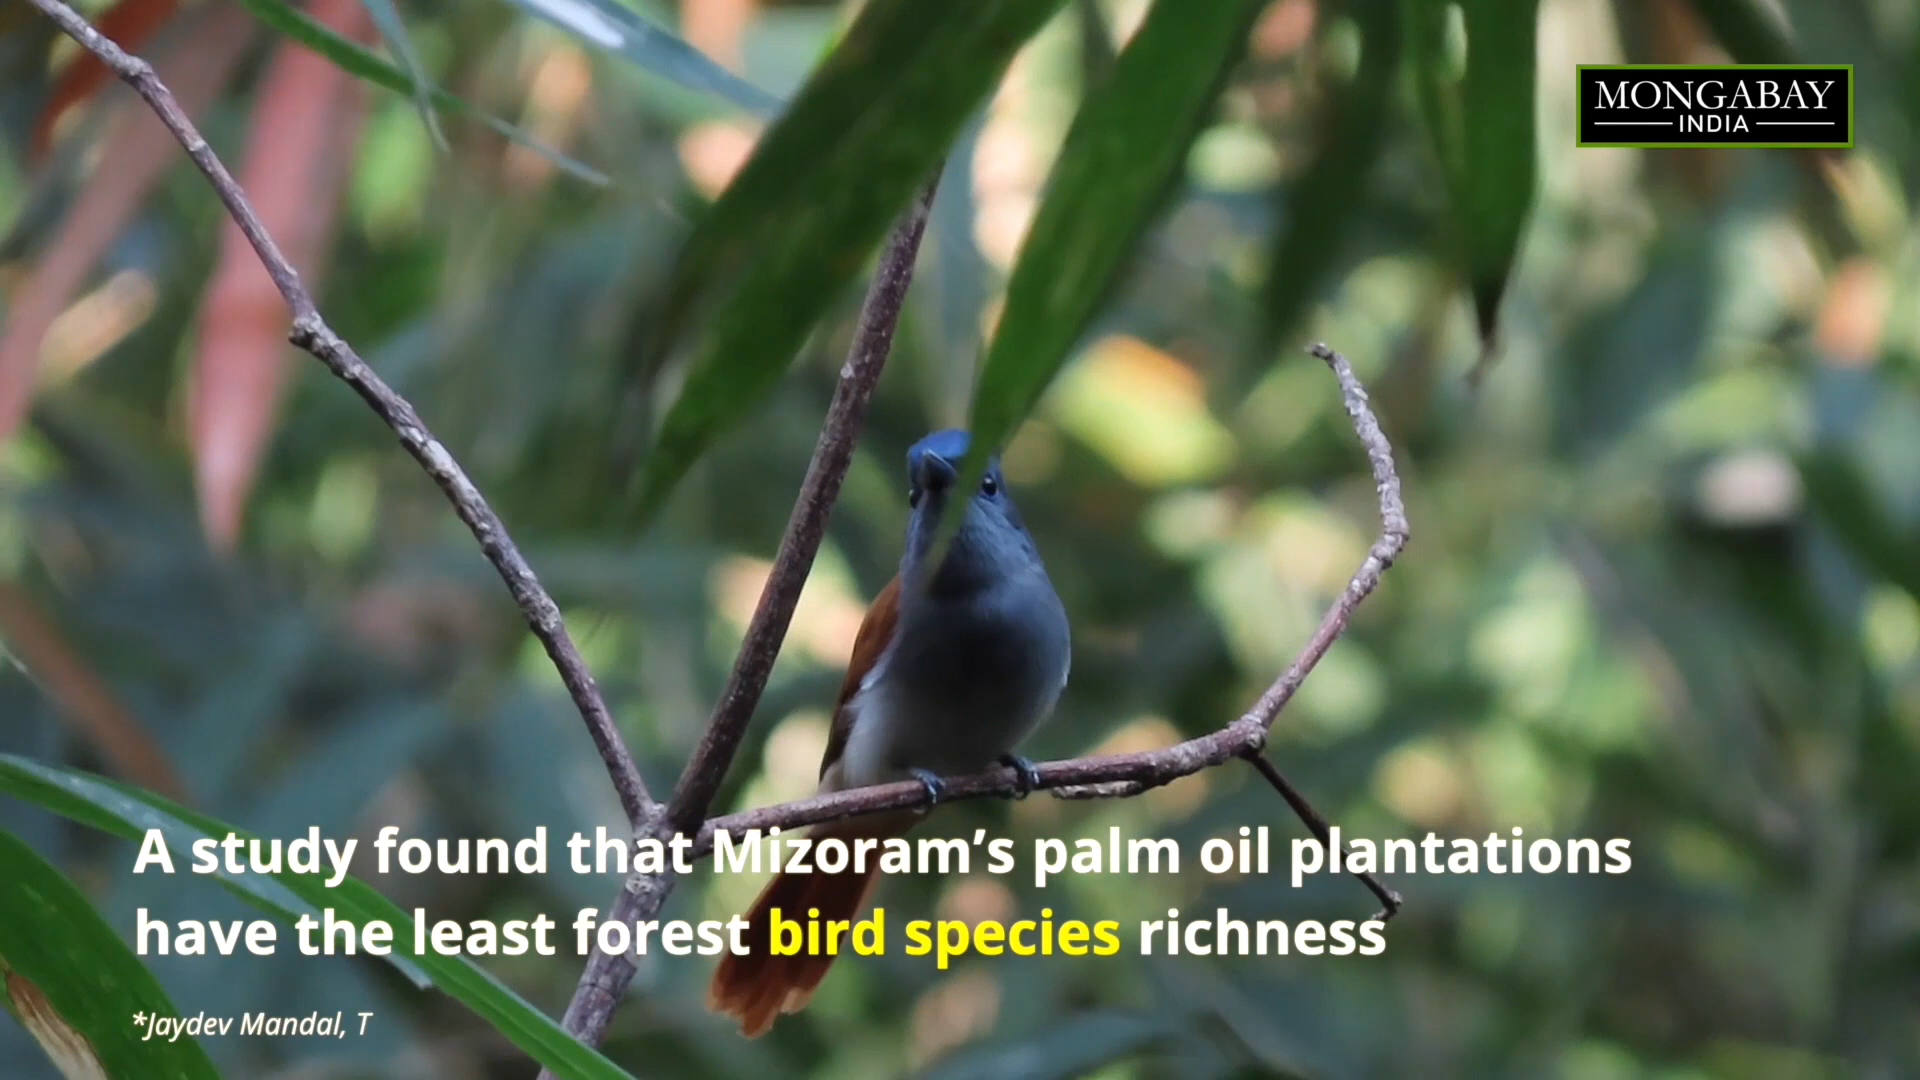 MONGABAY
INDIA
A study found that Mizoram’s palm oil plantations
have the least forest bird species richness
*Jaydev Mandal, T